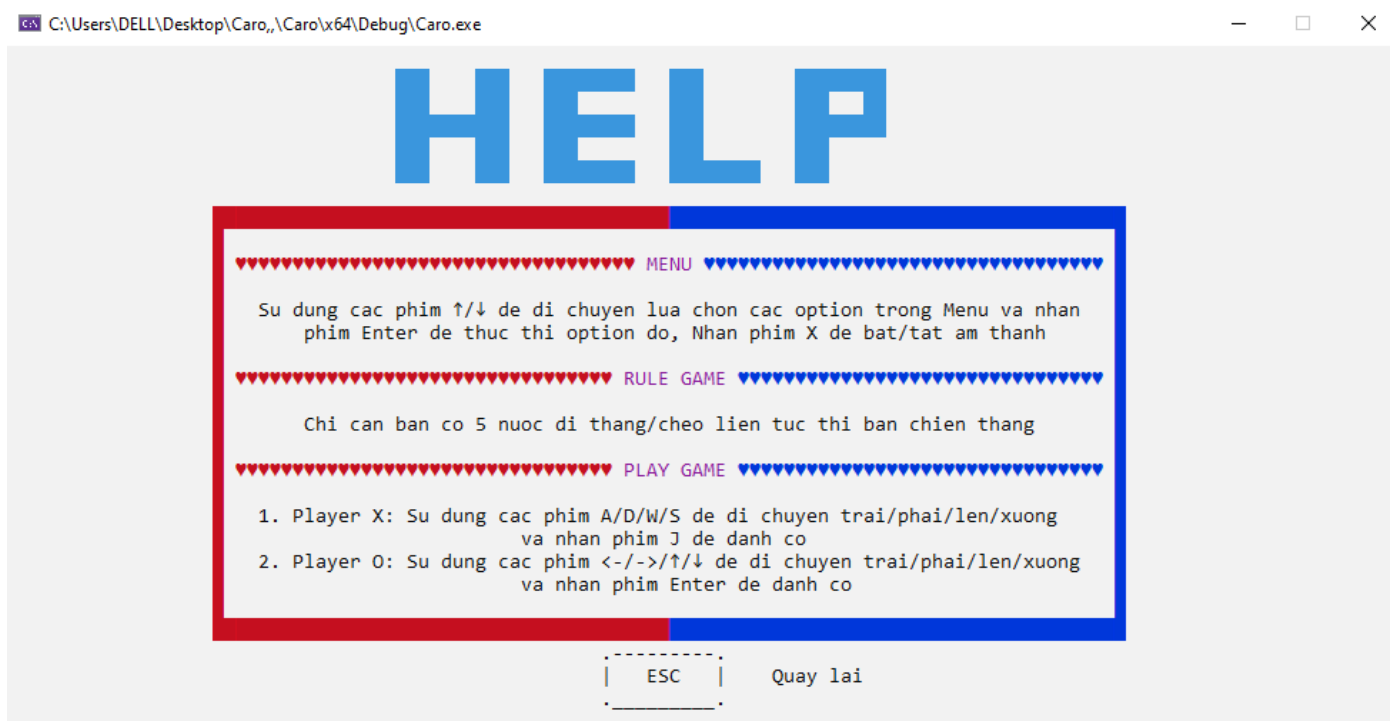 C:\Users\DELL\Desktop\Caro,,\Caro\x64\Debug\Caro.exe
HELP
♥♥♥♥♥♥♥♥♥♥♥♥♥♥♥♥♥♥♥♥♥♥♥♥♥♥♥♥♥♥♥♥♥♥♥ MENU ♥♥♥♥♥♥♥♥♥♥♥♥♥♥♥♥♥♥♥♥♥♥♥♥♥♥♥♥♥♥♥♥♥♥♥
Su dung cac phim ↑/↓ de di chuyen lua chon cac option trong Menu va nhan
phim Enter de thuc thi option do, Nhan phim X de bat/tat am thanh
♥♥♥♥♥♥♥♥♥♥♥♥♥♥♥♥♥♥♥♥♥♥♥♥♥♥♥♥♥♥♥♥♥ RULE GAME ♥♥♥♥♥♥♥♥♥♥♥♥♥♥♥♥♥♥♥♥♥♥♥♥♥♥♥♥♥♥♥♥
Chi can ban co 5 nuoc di thang/cheo lien tuc thi ban chien thang
♥♥♥♥♥♥♥♥♥♥♥♥♥♥♥♥♥♥♥♥♥♥♥♥♥♥♥♥♥♥♥♥♥ PLAY GAME ♥♥♥♥♥♥♥♥♥♥♥♥♥♥♥♥♥♥♥♥♥♥♥♥♥♥♥♥♥♥♥♥
1. Player X: Su dung cac phim A/D/W/S de di chuyen trai/phai/len/xuong
va nhan phim J de danh co
2. Player O: Su dung cac phim <-/->/↑/↓ de di chuyen trai/phai/len/xuong
va nhan phim Enter de danh co
ESC Quay lai